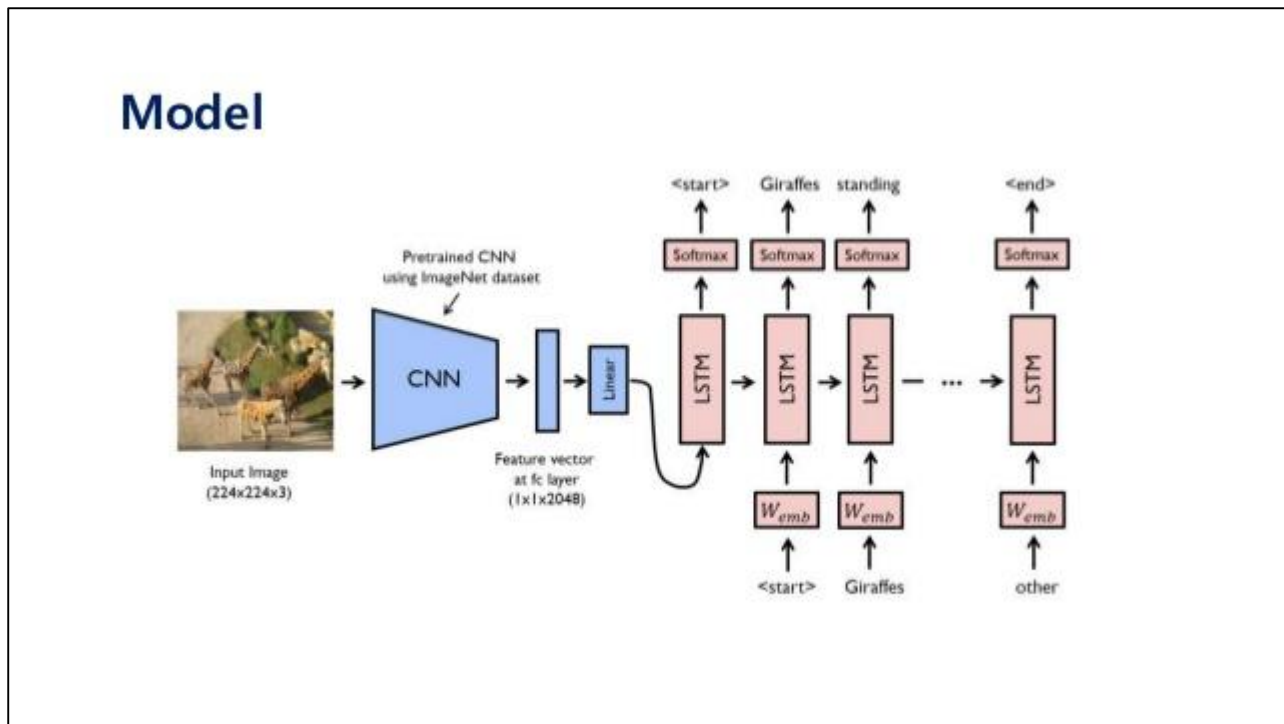 Model
<start> Giraffes standing <end>
Softmax Softmax Softmax Softmax
Pretrained CNN
using ImageNet dataset
CNN
Linear
LSTM LSTM LSTM ... LSTM
Input Image
(224x224x3)
Feature vector
at fc layer
(1x1x2048)
W_emb W_emb W_emb
<start> Giraffes other